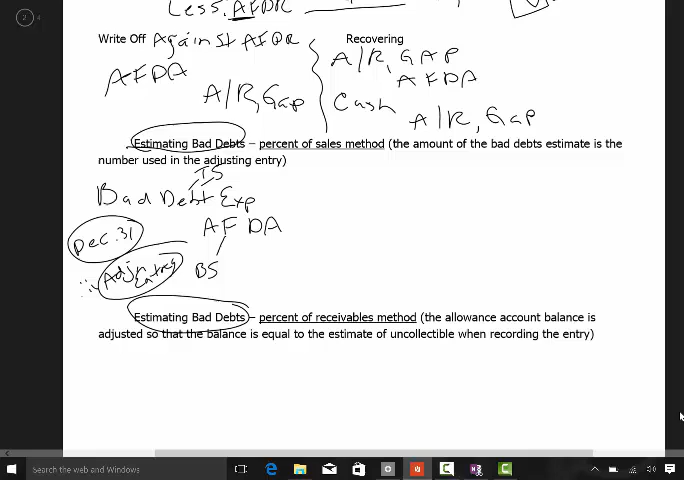 2
Less: AFDA
Write Off Against AFDA
Recovering
AFDA
A/R, Gap
A/R, GAP
AFDA
Cash
A/R, Gap
Estimating Bad Debts – percent of sales method (the amount of the bad debts estimate is the
number used in the adjusting entry)
IS
Bad Debt Exp
AFDA
Dec. 31
BS
Adj. Entry
Estimating Bad Debts – percent of receivables method (the allowance account balance is
adjusted so that the balance is equal to the estimate of uncollectible when recording the entry)
Search the web and Windows